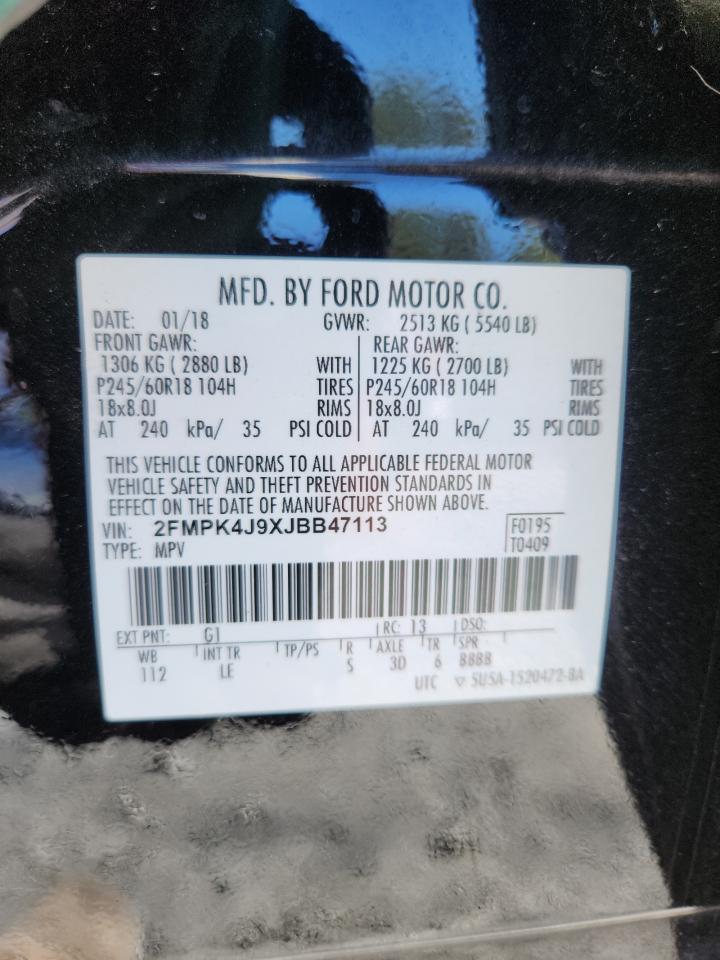 MFD. BY FORD MOTOR CO.
DATE: 01/18 GVWR: 2513 KG ( 5540 LB)
FRONT GAWR: REAR GAWR:
1306 KG ( 2880 LB) WITH 1225 KG ( 2700 LB) WITH
P245/60R18 104H TIRES P245/60R18 104H TIRES
18x8.0J RIMS 18x8.0J RIMS
AT 240 kPa/ 35 PSI COLD AT 240 kPa/ 35 PSI COLD
THIS VEHICLE CONFORMS TO ALL APPLICABLE FEDERAL MOTOR
VEHICLE SAFETY AND THEFT PREVENTION STANDARDS IN
EFFECT ON THE DATE OF MANUFACTURE SHOWN ABOVE.
VIN: 2FMPK4J9XJBB47113 F0195
TYPE: MPV T0409
EXT PNT: G1 RC: 13 DSO:
WB INT TR TP/PS R AXLE TR SPR
112 LE S 3D 6 BBBB
UTC ▽ 5U5A-1520472-BA